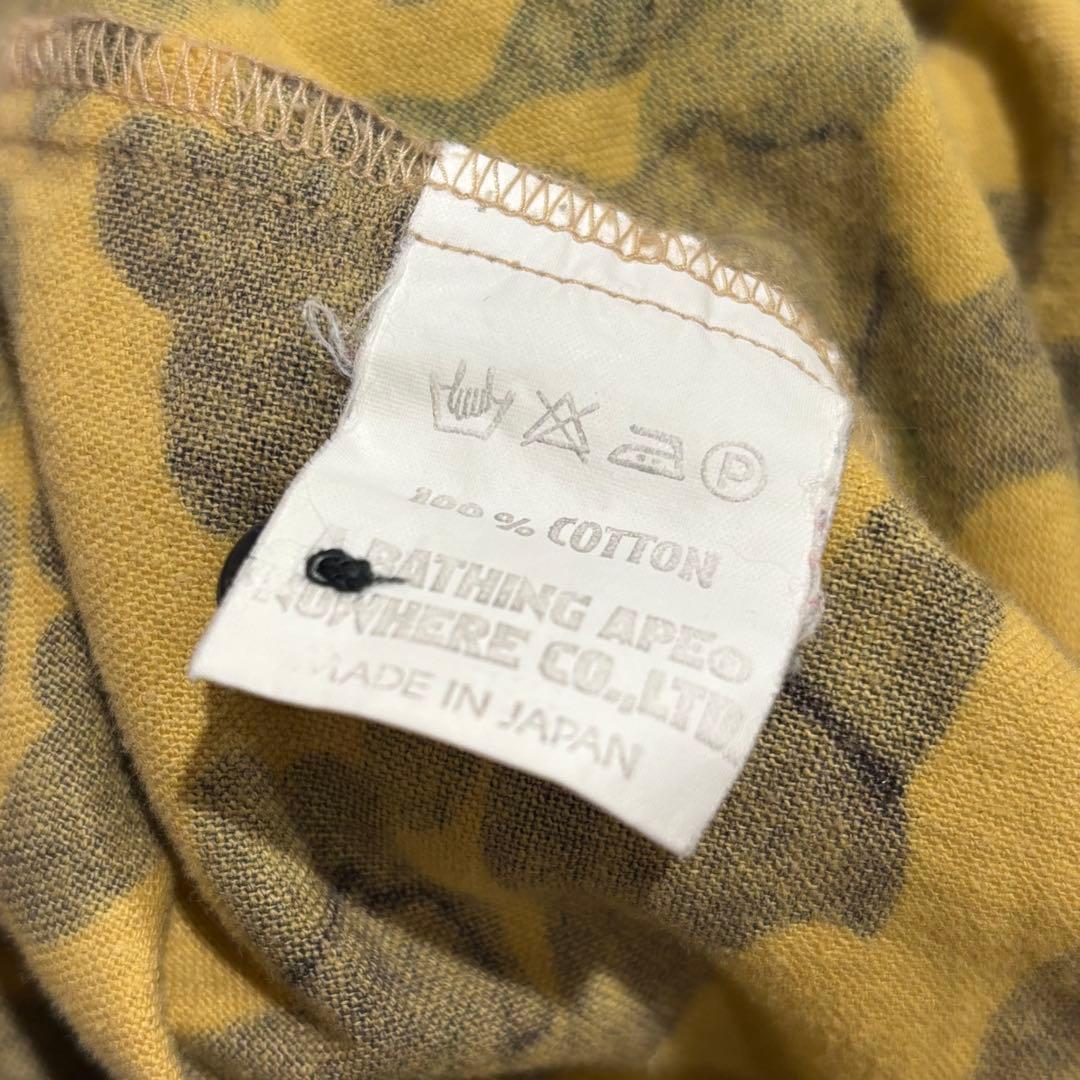 P
100 % COTTON
A BATHING APE®
NOWHERE CO.,LTD.
MADE IN JAPAN